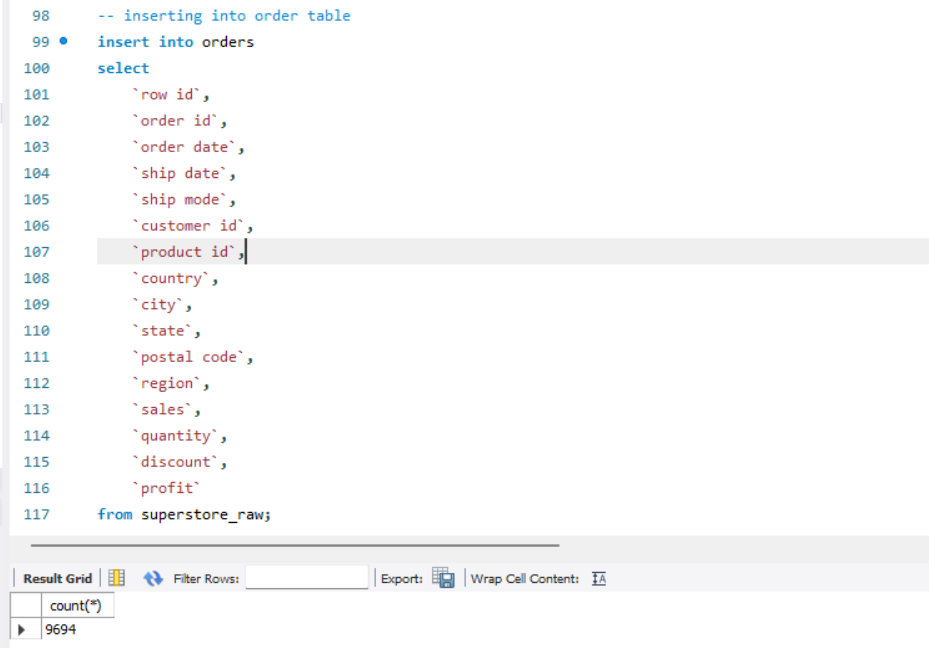 98 -- inserting into order table
99 insert into orders
100 select
101 `row id`,
102 `order id`,
103 `order date`,
104 `ship date`,
105 `ship mode`,
106 `customer id`,
107 `product id`,
108 `country`,
109 `city`,
110 `state`,
111 `postal code`,
112 `region`,
113 `sales`,
114 `quantity`,
115 `discount`,
116 `profit`
117 from superstore_raw;
Result Grid Filter Rows: Export: Wrap Cell Content: IA
count(*)
9694